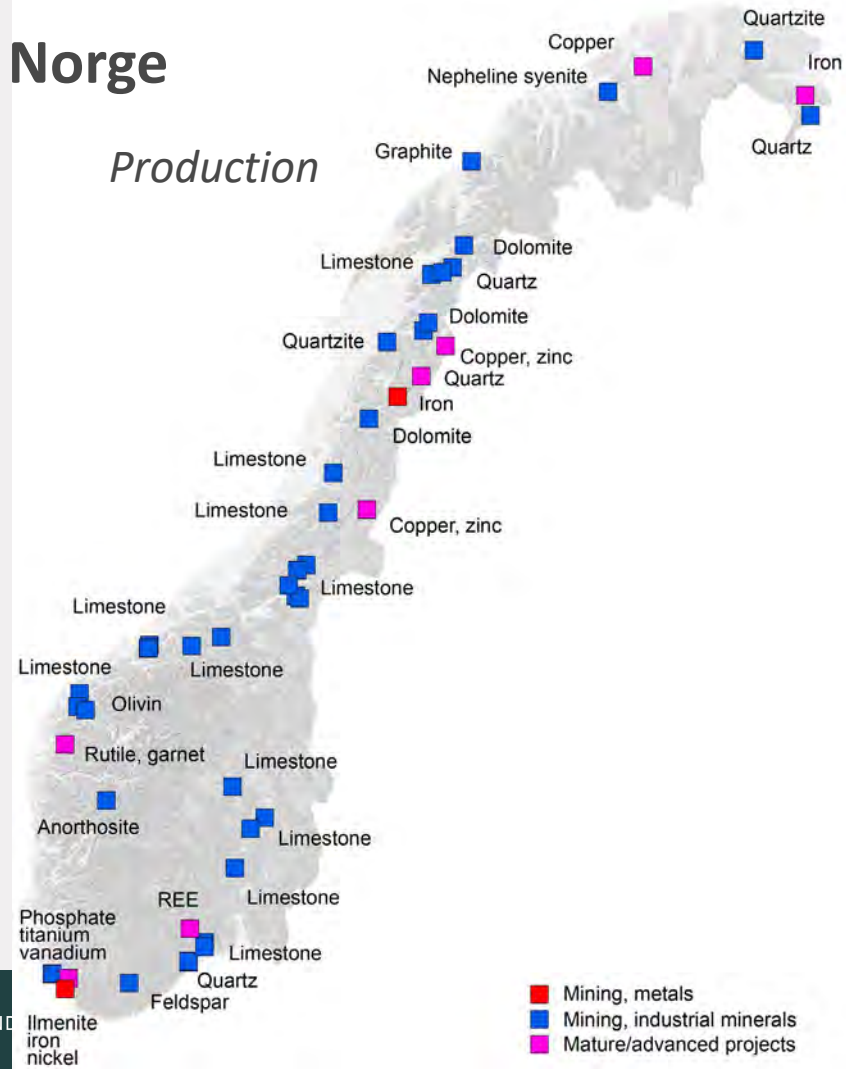 Norge
Production
Quartzite
Copper
Iron
Nepheline syenite
Quartz
Graphite
Dolomite
Limestone
Quartz
Dolomite
Quartzite
Copper, zinc
Quartz
Iron
Dolomite
Limestone
Limestone
Copper, zinc
Limestone
Limestone
Limestone
Limestone
Olivin
Rutile, garnet
Limestone
Anorthosite
Limestone
Limestone
REE
Phosphate
titanium
vanadium
Limestone
Quartz
Feldspar
Ilmenite
iron
nickel
Mining, metals
Mining, industrial minerals
Mature/advanced projects